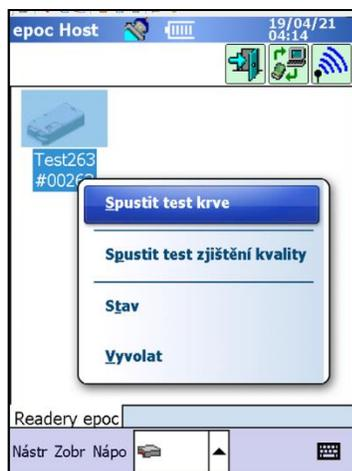 epoc Host
19/04/21
04:14
Test263
#00263
Spustit test krve
Spustit test zjištění kvality
Stav
Vyvolat
Readery epoc
Nástr Zobr Nápo